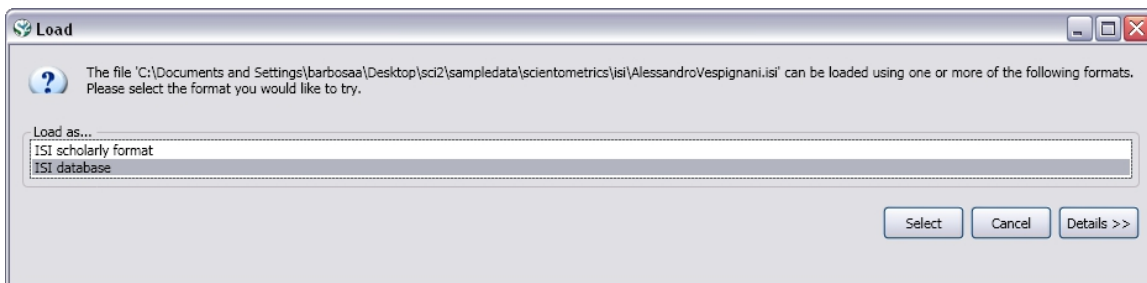 Load
The file 'C:\Documents and Settings\barbosaa\Desktop\sci2\sampledata\scientometrics\isi\AlessandroVespignani.isi' can be loaded using one or more of the following formats.
Please select the format you would like to try.
Load as...
ISI scholarly format
ISI database
Select Cancel Details >>